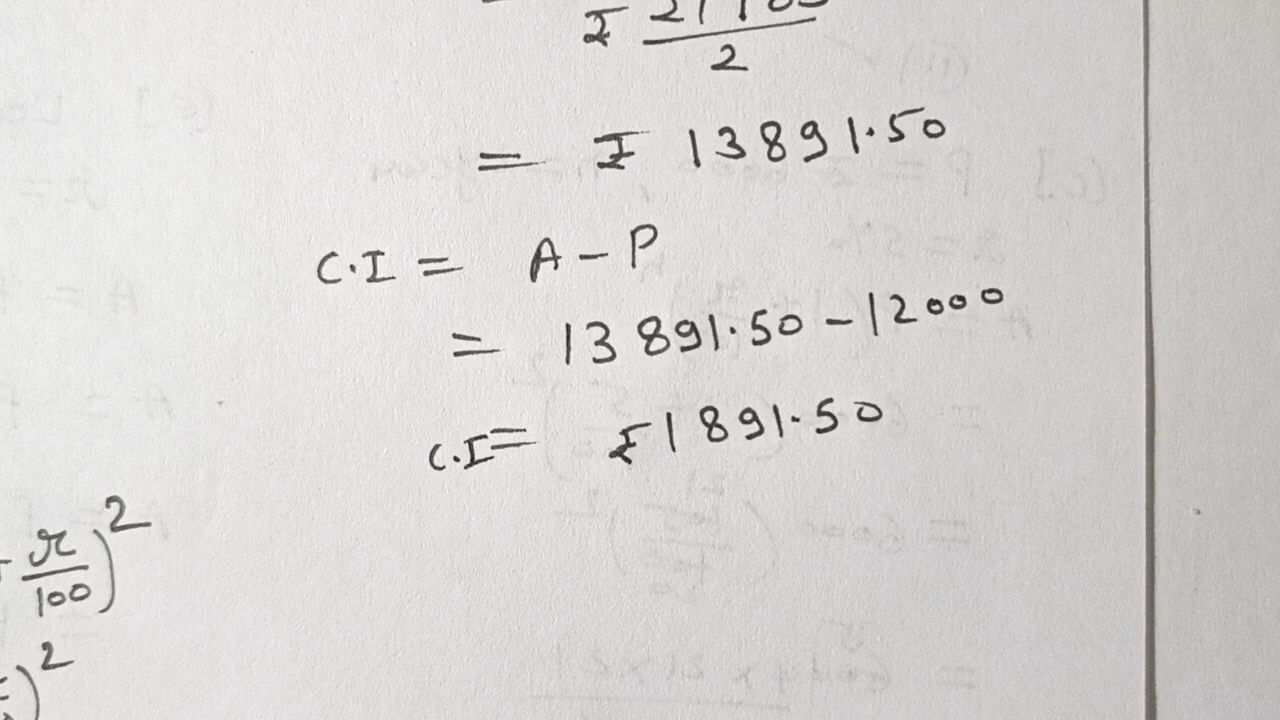 ₹ 27783/2
= ₹ 13891.50
C.I = A - P
= 13891.50 - 12000
C.I = ₹ 1891.50
r/100)^2
)^2